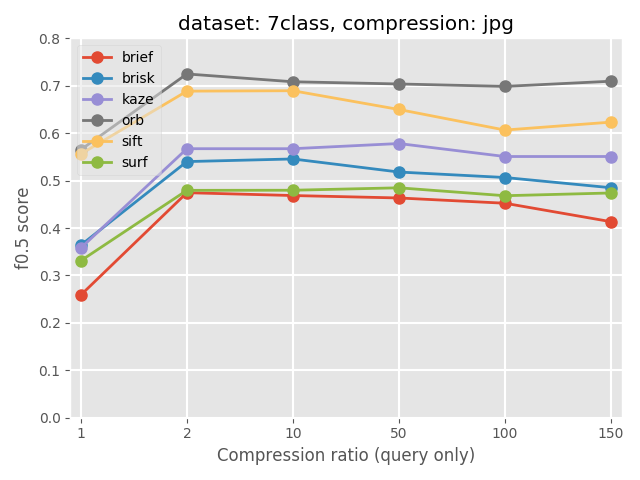 dataset: 7class, compression: jpg
0.8
0.7
0.6
0.5
0.4
0.3
0.2
0.1
0.0
f0.5 score
brief
brisk
kaze
orb
sift
surf
1 2 10 50 100 150
Compression ratio (query only)